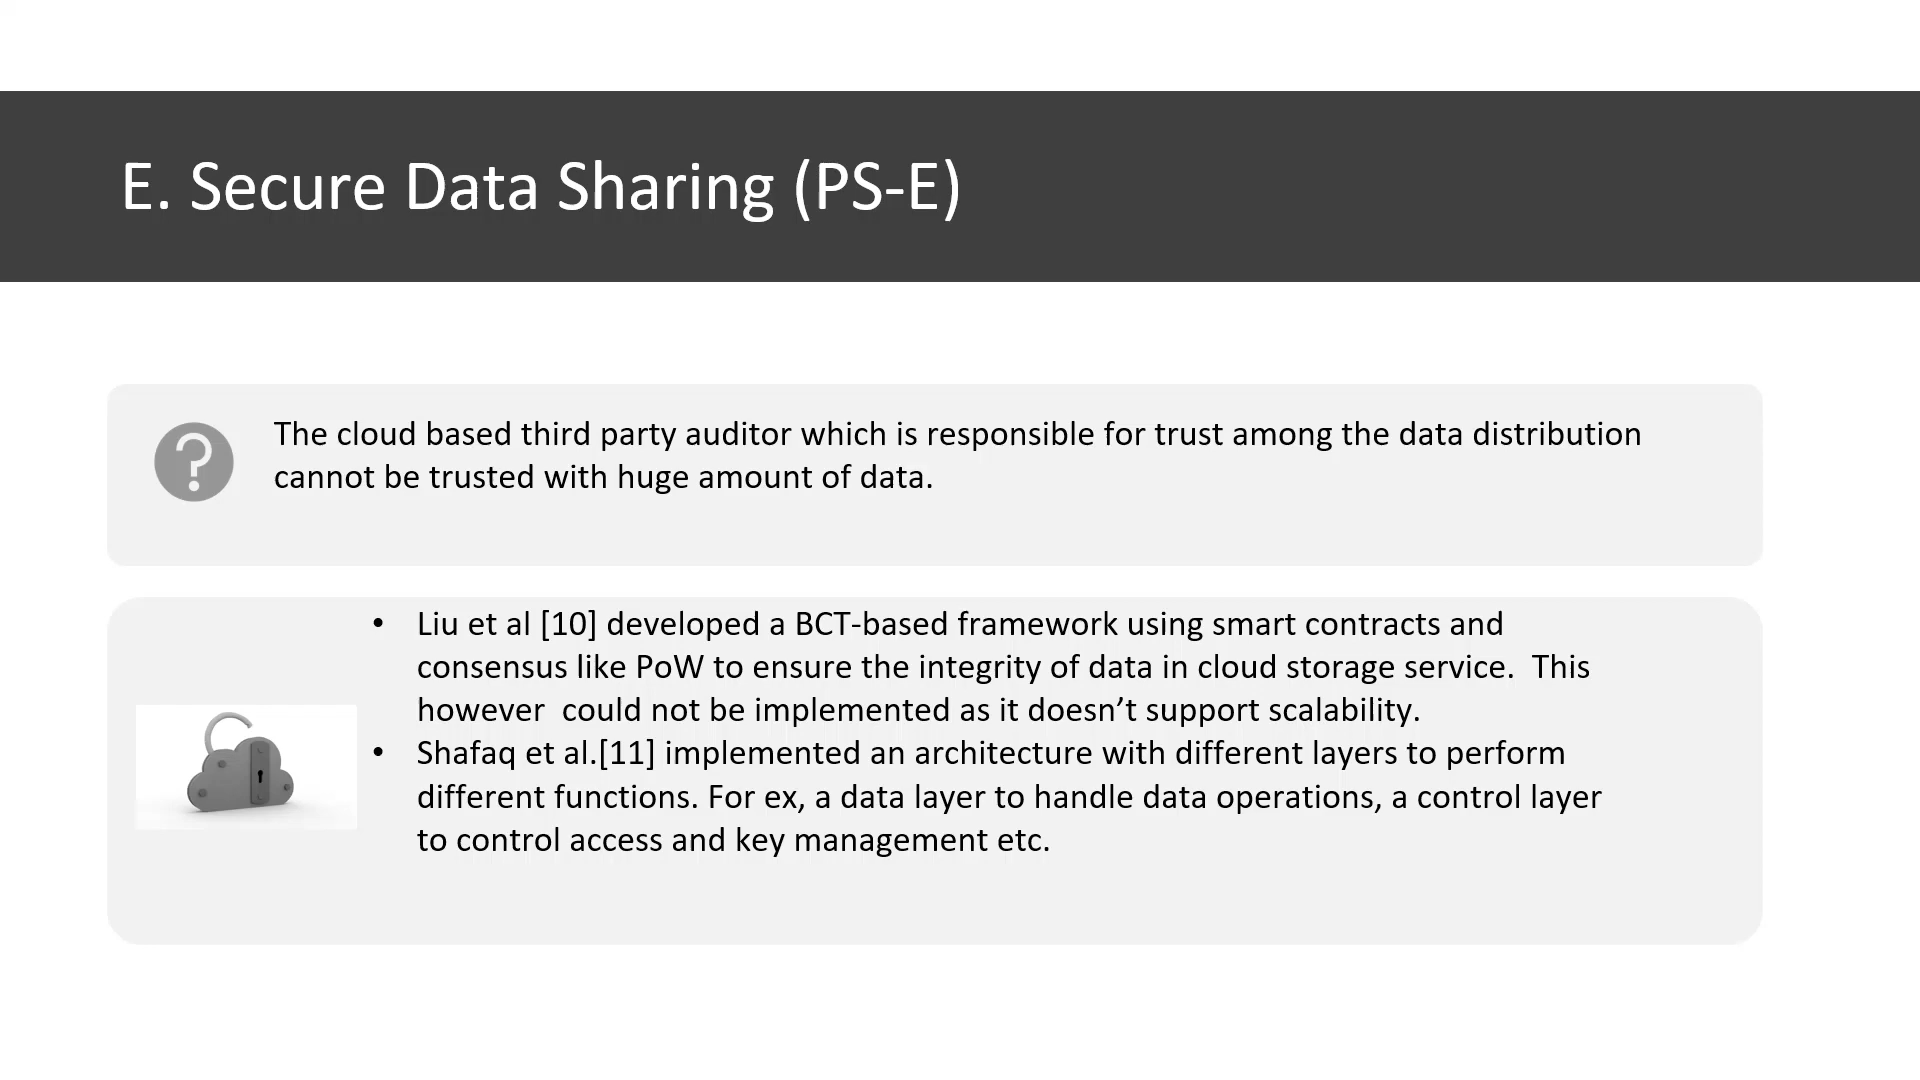 E. Secure Data Sharing (PS-E)
The cloud based third party auditor which is responsible for trust among the data distribution
cannot be trusted with huge amount of data.
• Liu et al [10] developed a BCT-based framework using smart contracts and
consensus like PoW to ensure the integrity of data in cloud storage service.  This
however  could not be implemented as it doesn’t support scalability.
• Shafaq et al.[11] implemented an architecture with different layers to perform
different functions. For ex, a data layer to handle data operations, a control layer
to control access and key management etc.